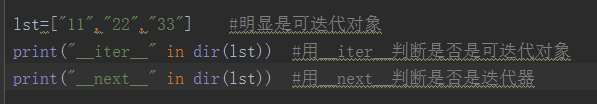 lst=["11","22","33"]    #明显是可迭代对象
print("__iter__" in dir(lst))  #用__iter__判断是否是可迭代对象
print("__next__" in dir(lst))  #用__next__判断是否是迭代器